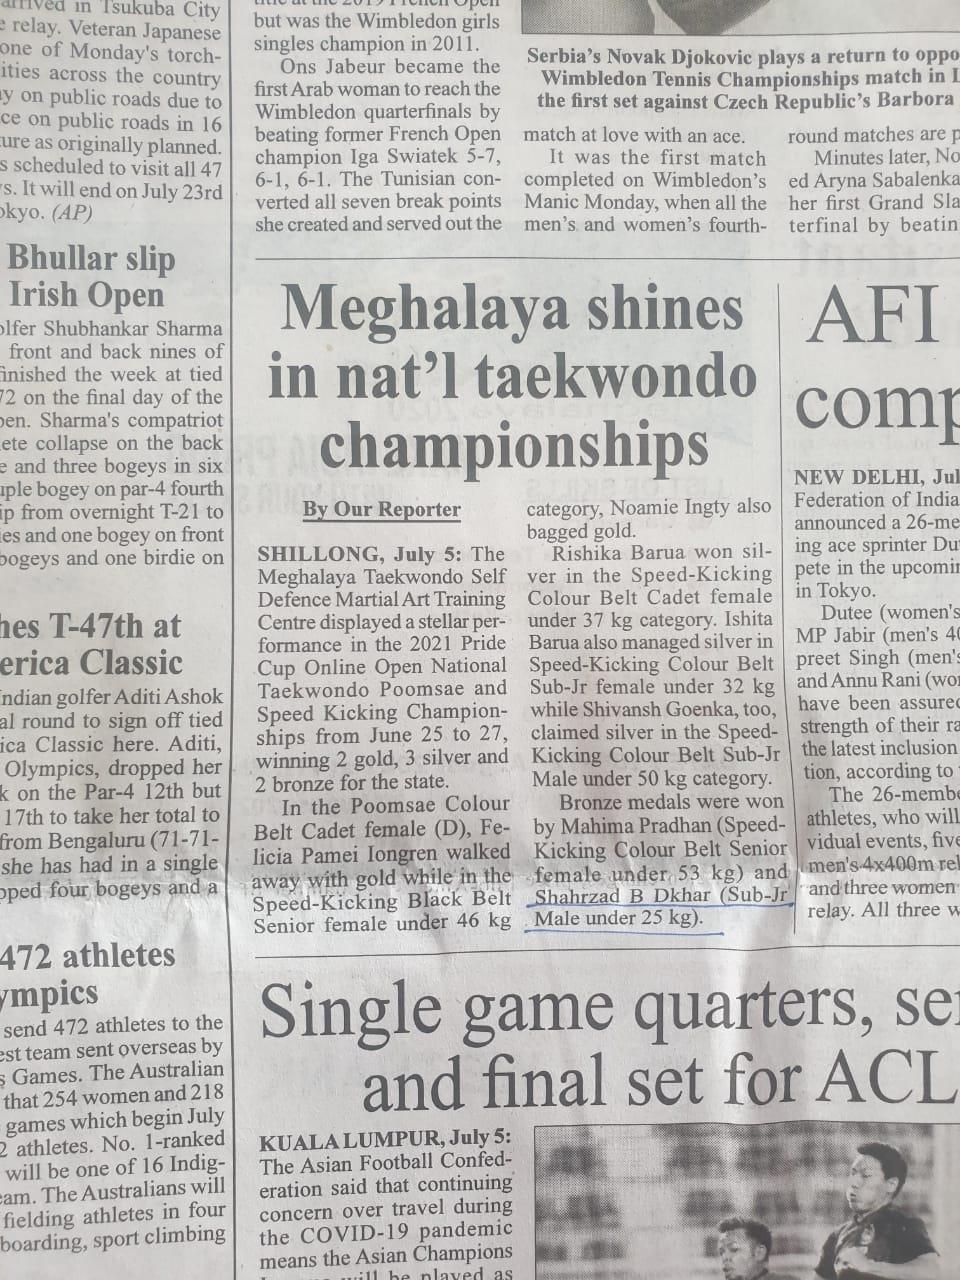 arrived in Tsukuba City
relay. Veteran Japanese
one of Monday's torch-
ities across the country
on public roads due to
ce on public roads in 16
ure as originally planned.
scheduled to visit all 47
It will end on July 23rd
(AP)
Bhullar slip
Irish Open
Shubhankar Sharma
front and back nines of
finished the week at tied
72 on the final day of the
Sharma's compatriot
collapse on the back
and three bogeys in six
bogey on par-4 fourth
from overnight T-21 to
and one bogey on front
bogeys and one birdie on
T-47th at
Classic
Indian golfer Aditi Ashok
round to sign off tied
Classic here. Aditi,
Olympics, dropped her
on the Par-4 12th but
17th to take her total to
from Bengaluru (71-71-
she has had in a single
four bogeys and a
472 athletes
send 472 athletes to the
team sent overseas by
Games. The Australian
that 254 women and 218
games which begin July
athletes. No. 1-ranked
will be one of 16 Indig-
The Australians will
fielding athletes in four
boarding, sport climbing
but was the Wimbledon girls
singles champion in 2011.
Ons Jabeur became the
first Arab woman to reach the
Wimbledon quarterfinals by
beating former French Open
champion Iga Swiatek 5-7,
6-1, 6-1. The Tunisian con-
verted all seven break points
she created and served out the
Serbia's Novak Djokovic plays a return to oppo
Wimbledon Tennis Championships match in L
the first set against Czech Republic's Barbora
match at love with an ace.
It was the first match
completed on Wimbledon's
Manic Monday, when all the
men's and women's fourth-
round matches are p
Minutes later, No
ed Aryna Sabalenka
her first Grand Sla
terfinal by beatin
Meghalaya shines
in nat'l taekwondo
championships
By Our Reporter
SHILLONG, July 5: The
Meghalaya Taekwondo Self
Defence Martial Art Training
Centre displayed a stellar per-
formance in the 2021 Pride
Cup Online Open National
Taekwondo Poomsae and
Speed Kicking Champion-
ships from June 25 to 27,
winning 2 gold, 3 silver and
2 bronze for the state.
In the Poomsae Colour
Belt Cadet female (D), Fe-
licia Pamei Iongren walked
away with gold while in the
Speed-Kicking Black Belt
Senior female under 46 kg
category, Noamie Ingty also
bagged gold.
Rishika Barua won sil-
ver in the Speed-Kicking
Colour Belt Cadet female
under 37 kg category. Ishita
Barua also managed silver in
Speed-Kicking Colour Belt
Sub-Jr female under 32 kg
while Shivansh Goenka, too,
claimed silver in the Speed-
Kicking Colour Belt Sub-Jr
Male under 50 kg category.
Bronze medals were won
by Mahima Pradhan (Speed-
Kicking Colour Belt Senior
female under 53 kg) and
Shahrzad B Dkhar (Sub-Jr
Male under 25 kg).
AFI
comp
NEW DELHI, Jul
Federation of India
announced a 26-me
ing ace sprinter Du
pete in the upcomin
in Tokyo.
Dutee (women's
MP Jabir (men's 40
preet Singh (men's
and Annu Rani (wo
have been assured
strength of their ra
the latest inclusion
tion, according to
The 26-membe
athletes, who will
vidual events, five
men's 4x400m rel
and three women
relay. All three w
Single game quarters, se
and final set for ACL
KUALA LUMPUR, July 5:
The Asian Football Confed-
eration said that continuing
concern over travel during
the COVID-19 pandemic
means the Asian Champions
will be played as